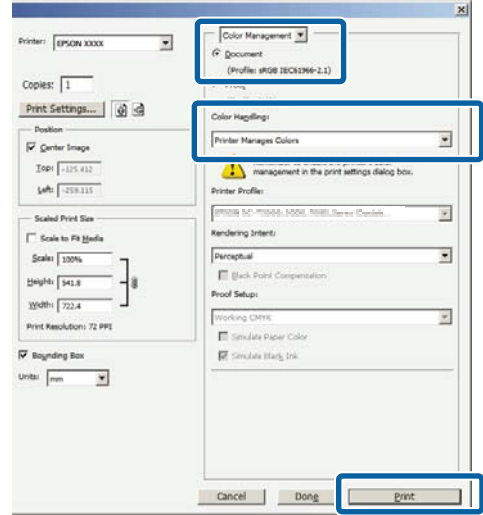 Printer: EPSON XXXX
Copies: 1
Print Settings...
Position
Center Image
Top: -125.412
Left: -259.115
Scaled Print Size
Scale to Fit Media
Scale: 100%
Height: 541.8
Width: 722.4
Print Resolution: 72 PPI
Bounding Box
Units: mm
Color Management
Document
(Profile: sRGB IEC61966-2.1)
Color Handling:
Printer Manages Colors
management in the print settings dialog box.
Printer Profile:
Rendering Intent:
Perceptual
Black Point Compensation
Proof Setup:
Working CMYK
Simulate Paper Color
Simulate Black Ink
Cancel
Done
Print